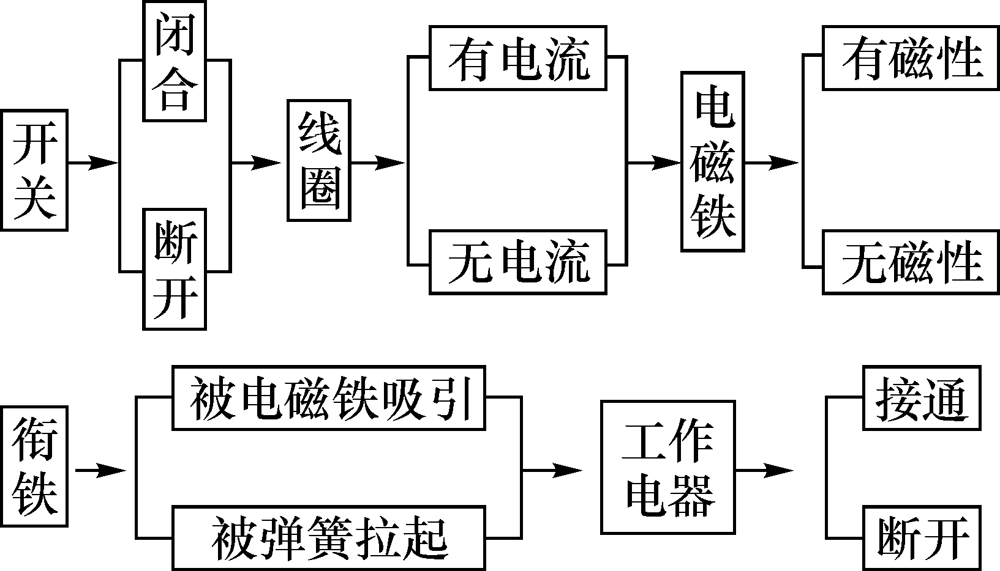 开关
闭合
断开
线圈
有电流
无电流
电磁铁
有磁性
无磁性
衔铁
被电磁铁吸引
被弹簧拉起
工作
电器
接通
断开